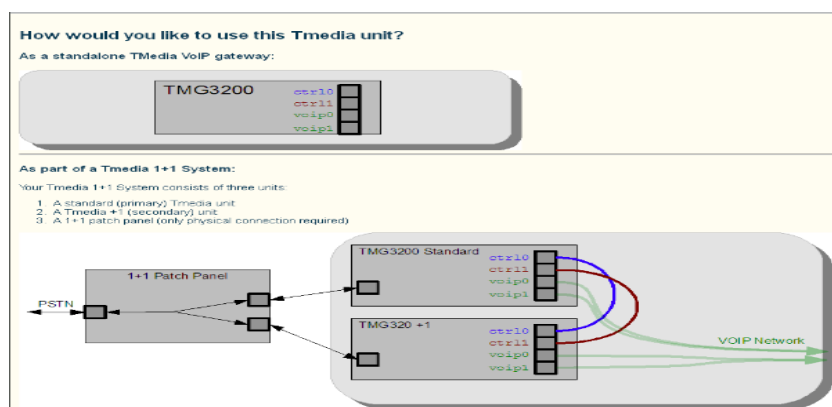 How would you like to use this Tmedia unit?
As a standalone TMedia VoIP gateway:
TMG3200
ctrl0
ctrl1
voip0
voip1
As part of a Tmedia 1+1 System:
Your Tmedia 1+1 System consists of three units:
1. A standard (primary) Tmedia unit
2. A Tmedia +1 (secondary) unit
3. A 1+1 patch panel (only physical connection required)
TMG3200 Standard
ctrl0
ctrl1
voip0
voip1
1+1 Patch Panel
PSTN
TMG320 +1
ctrl0
ctrl1
voip0
voip1
VOIP Network